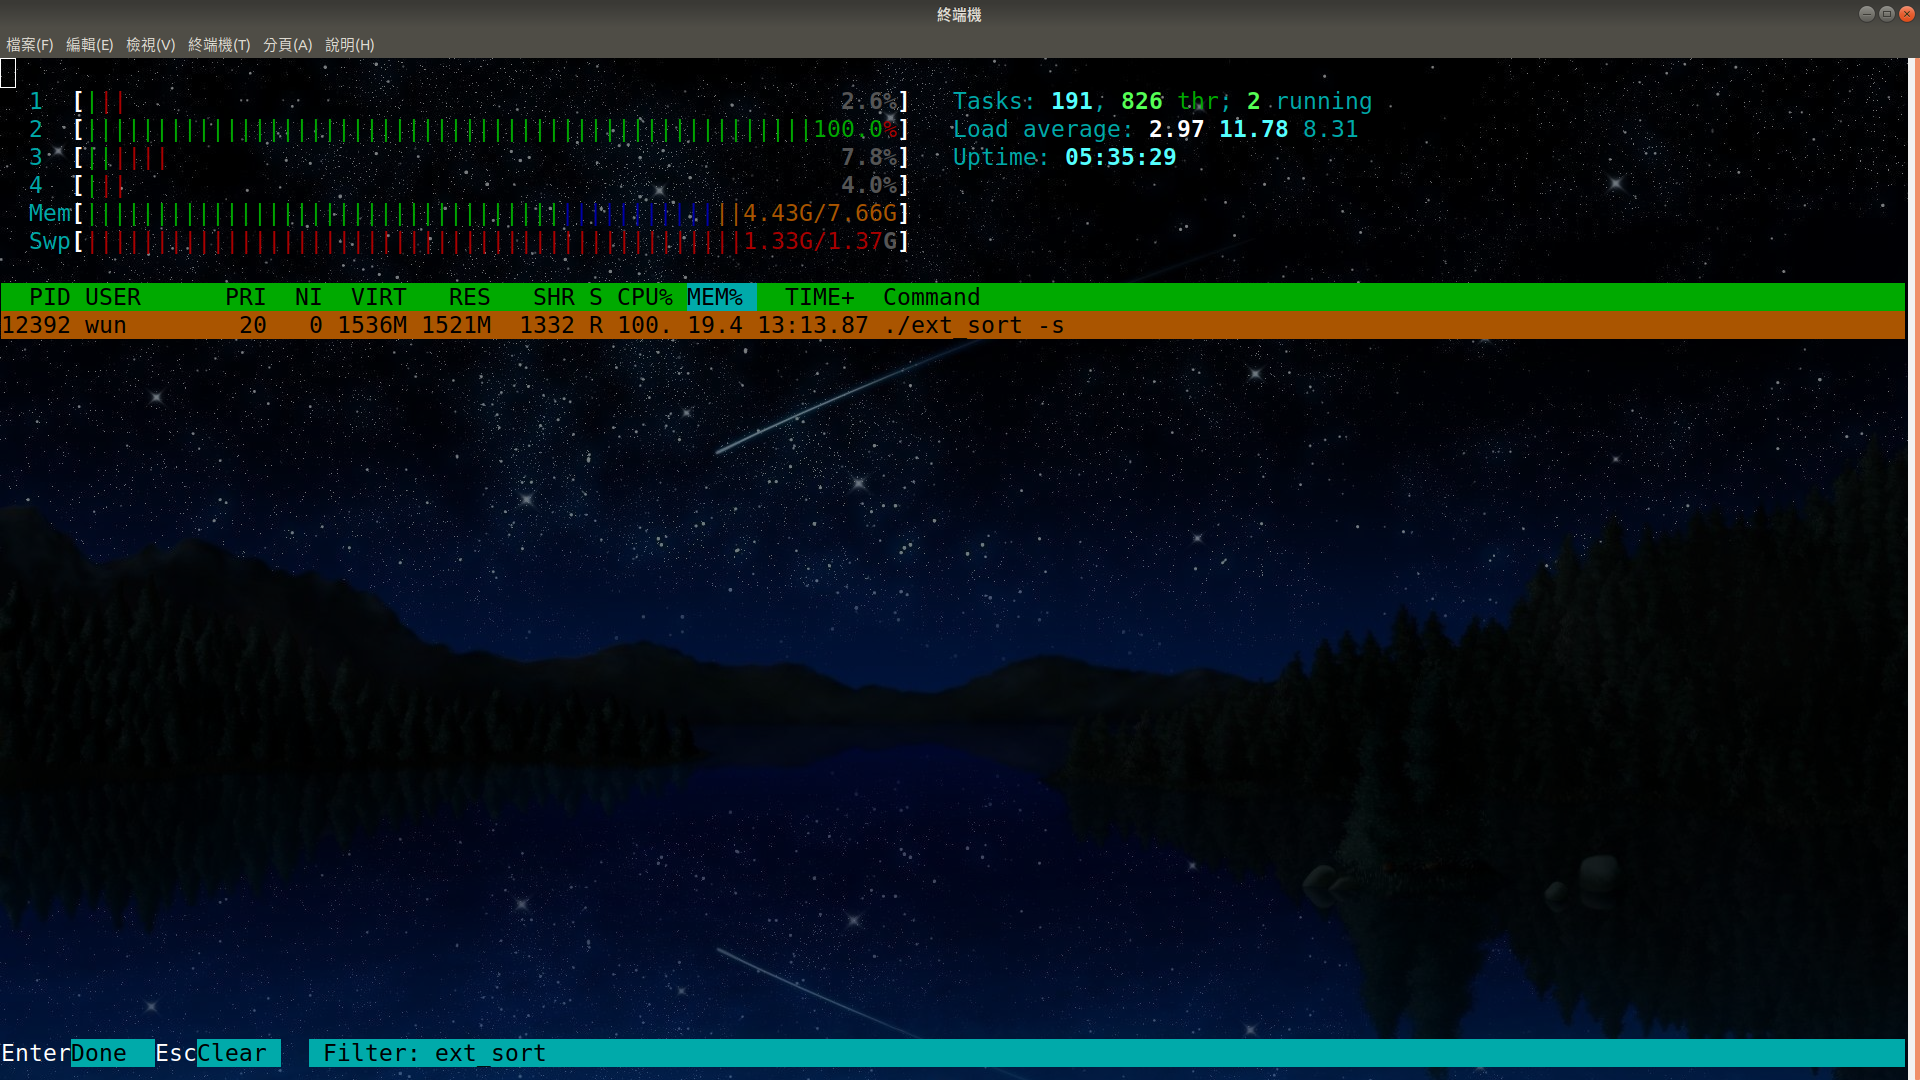 終端機
檔案(F) 編輯(E) 檢視(V) 終端機(T) 分頁(A) 說明(H)
1 [||| 2.6%] Tasks: 191, 826 thr; 2 running
2 [||||||||||||||||||||||||||||||||||||||||||||||||||||100.0%] Load average: 2.97 11.78 8.31
3 [|||||| 7.8%] Uptime: 05:35:29
4 [||| 4.0%]
Mem[|||||||||||||||||||||||||||||||||||||||||||||||4.43G/7.66G]
Swp[|||||||||||||||||||||||||||||||||||||||||||||||1.33G/1.37G]
PID USER PRI NI VIRT RES SHR S CPU% MEM% TIME+ Command
12392 wun 20 0 1536M 1521M 1332 R 100. 19.4 13:13.87 ./ext_sort -s
EnterDone EscClear Filter: ext_sort